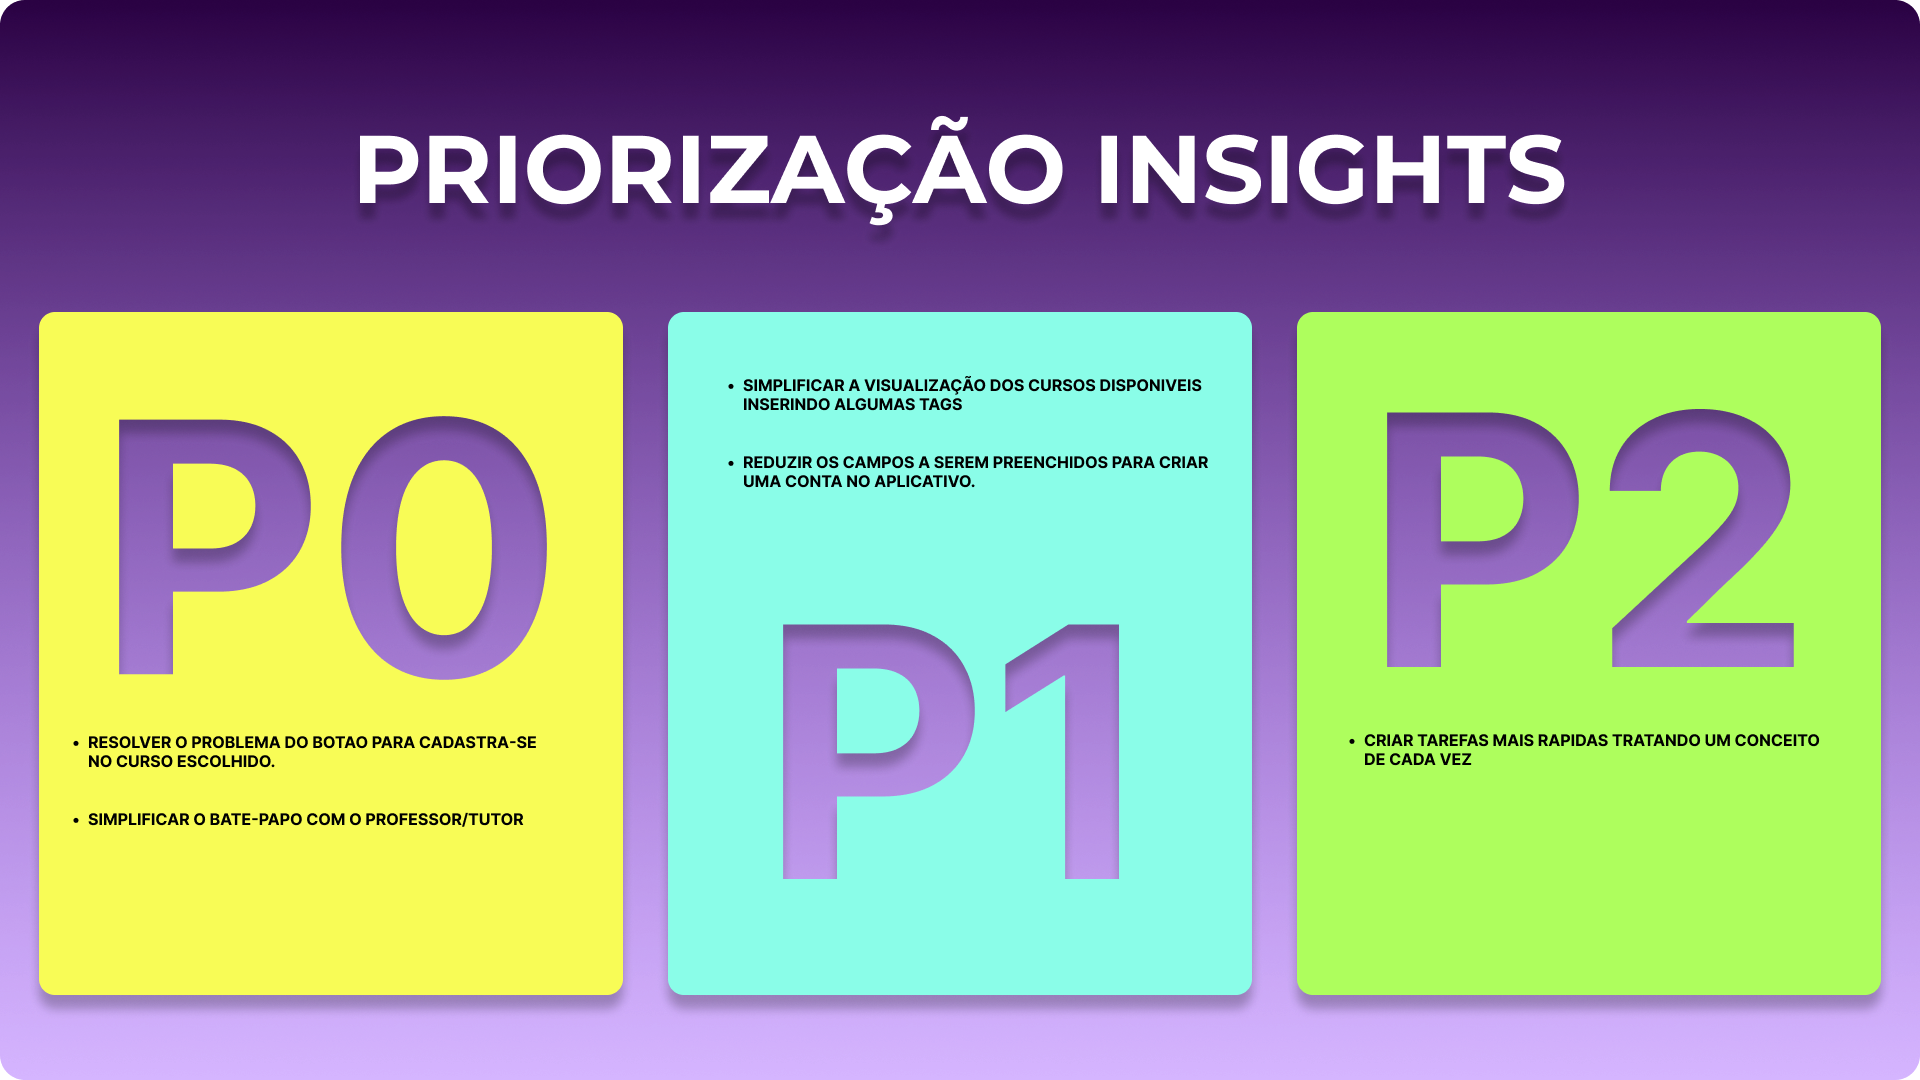 PRIORIZAÇÃO INSIGHTS
P0
• RESOLVER O PROBLEMA DO BOTAO PARA CADASTRA-SE
NO CURSO ESCOLHIDO.
• SIMPLIFICAR O BATE-PAPO COM O PROFESSOR/TUTOR
• SIMPLIFICAR A VISUALIZAÇÃO DOS CURSOS DISPONIVEIS
INSERINDO ALGUMAS TAGS
• REDUZIR OS CAMPOS A SEREM PREENCHIDOS PARA CRIAR
UMA CONTA NO APLICATIVO.
P1
P2
• CRIAR TAREFAS MAIS RAPIDAS TRATANDO UM CONCEITO
DE CADA VEZ